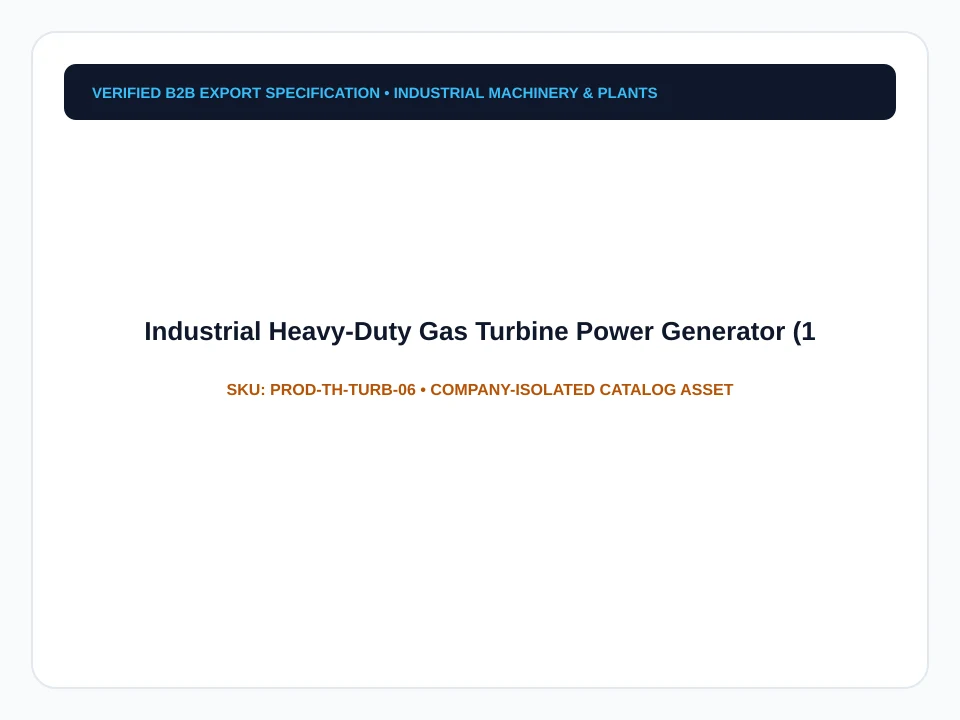 VERIFIED B2B EXPORT SPECIFICATION • INDUSTRIAL MACHINERY & PLANTS
Industrial Heavy-Duty Gas Turbine Power Generator (1
SKU: PROD-TH-TURB-06 • COMPANY-ISOLATED CATALOG ASSET